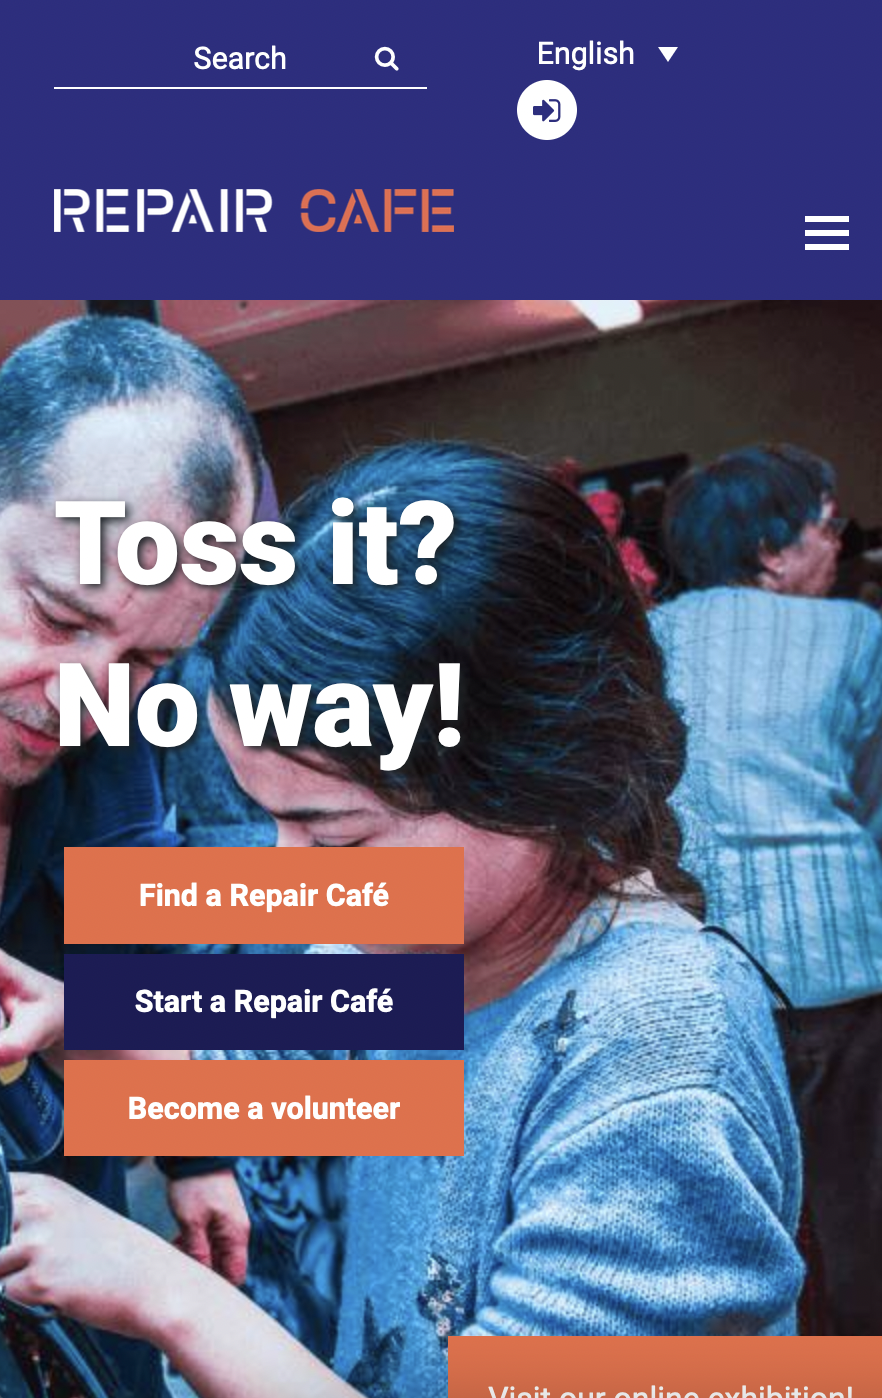 Search
English
REPAIR CAFE
Toss it?
No way!
Find a Repair Café
Start a Repair Café
Become a volunteer
Visit our online exhibition!